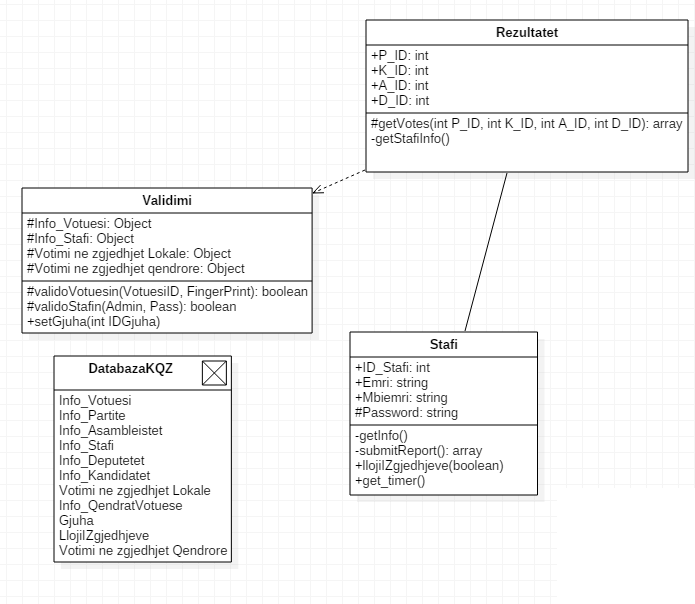 Rezultatet
+P_ID: int
+K_ID: int
+A_ID: int
+D_ID: int
#getVotes(int P_ID, int K_ID, int A_ID, int D_ID): array
-getStafiInfo()
Validimi
#Info_Votuesi: Object
#Info_Stafi: Object
#Votimi ne zgjedhjet Lokale: Object
#Votimi ne zgjedhjet qendrore: Object
#validoVotuesin(VotuesiID, FingerPrint): boolean
#validoStafin(Admin, Pass): boolean
+setGjuha(int IDGjuha)
Stafi
+ID_Stafi: int
+Emri: string
+Mbiemri: string
#Password: string
-getInfo()
-submitReport(): array
+llojiIZgjedhjeve(boolean)
+get_timer()
DatabazaKQZ
Info_Votuesi
Info_Partite
Info_Asambleistet
Info_Stafi
Info_Deputetet
Info_Kandidatet
Votimi ne zgjedhjet Lokale
Info_QendratVotuese
Gjuha
LlojiIZgjedhjeve
Votimi ne zgjedhjet Qendrore